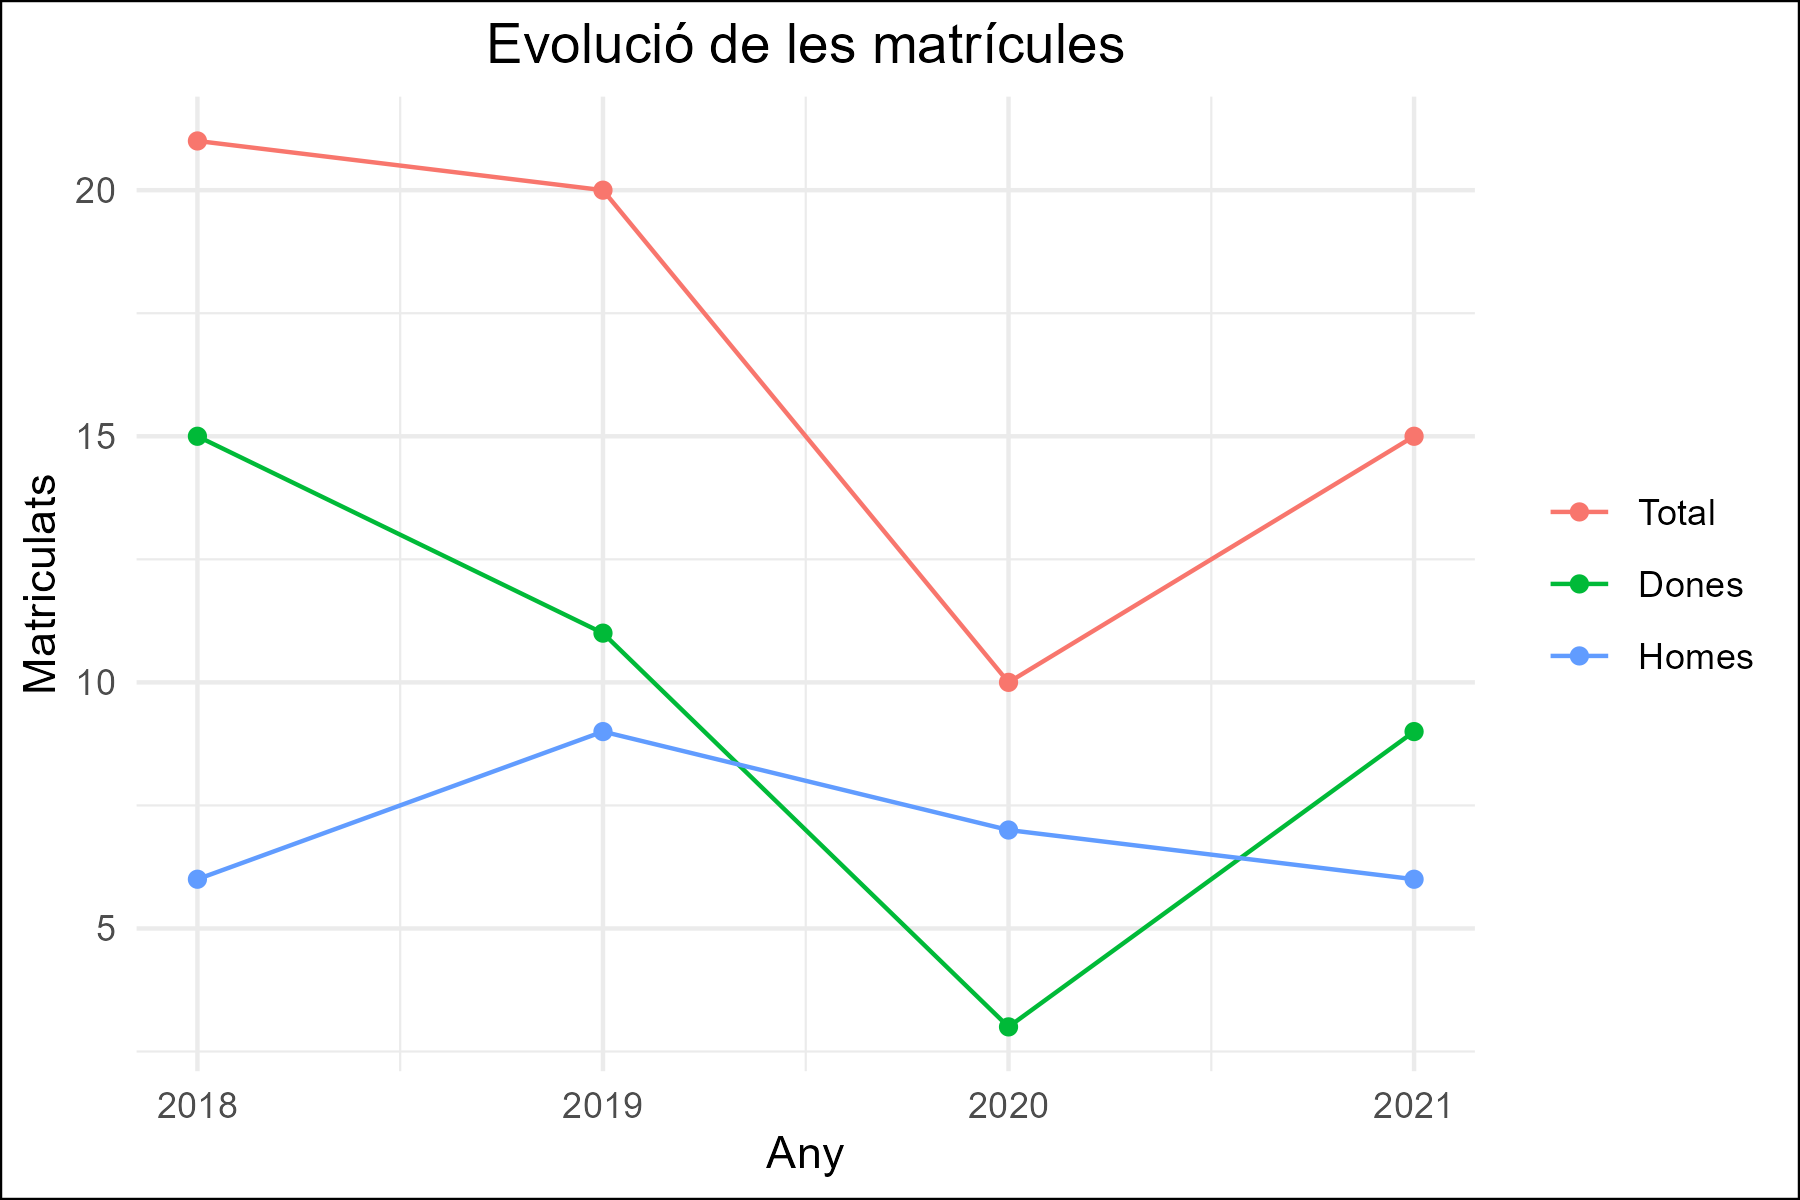 Evolució de les matrícules
Matriculats
20
15
10
5
2018
2019
2020
2021
Any
Total
Dones
Homes